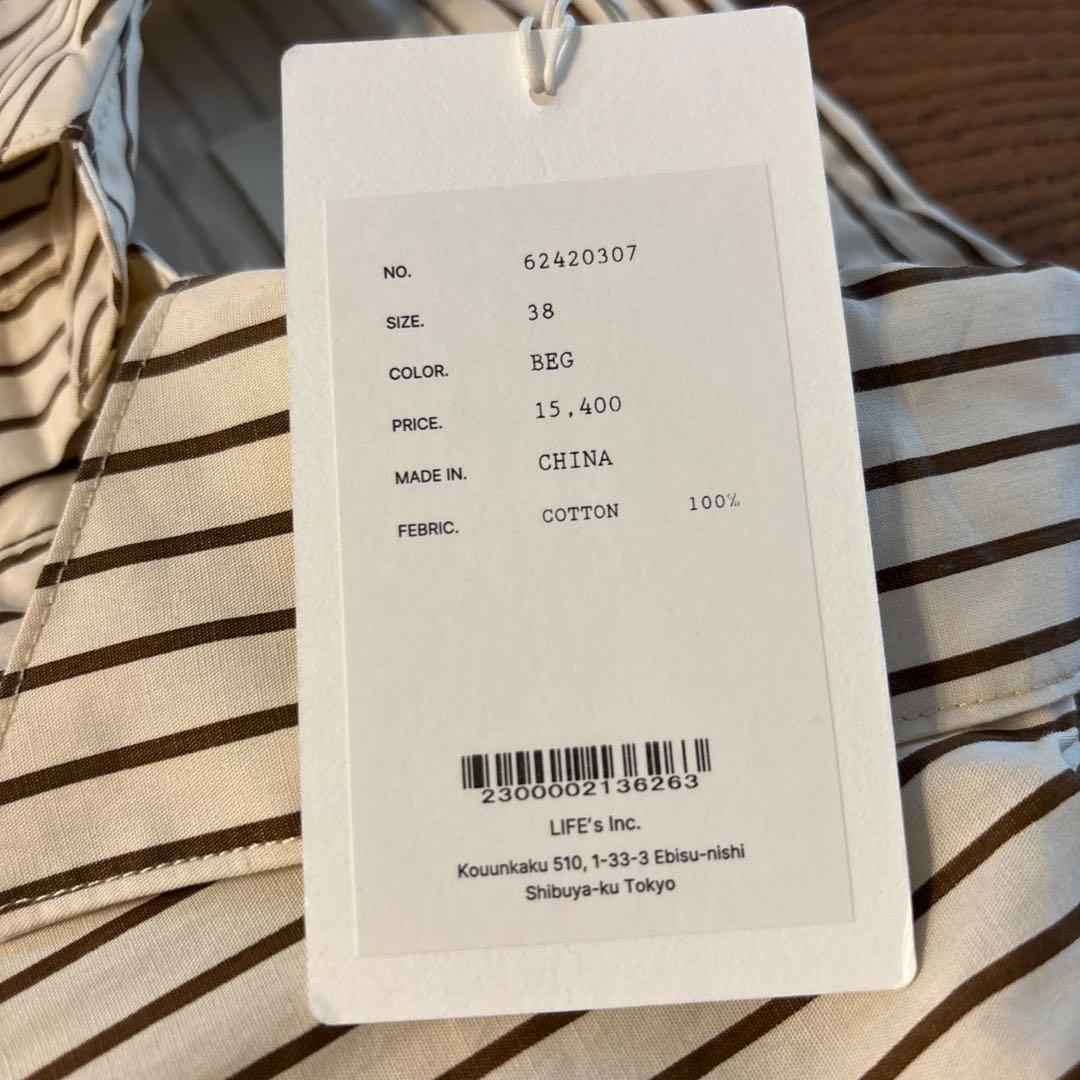 NO. 62420307
SIZE. 38
COLOR. BEG
PRICE. 15,400
MADE IN. CHINA
FEBRIC. COTTON 100%
2300002136263
LIFE's Inc.
Kouunkaku 510, 1-33-3 Ebisu-nishi
Shibuya-ku Tokyo